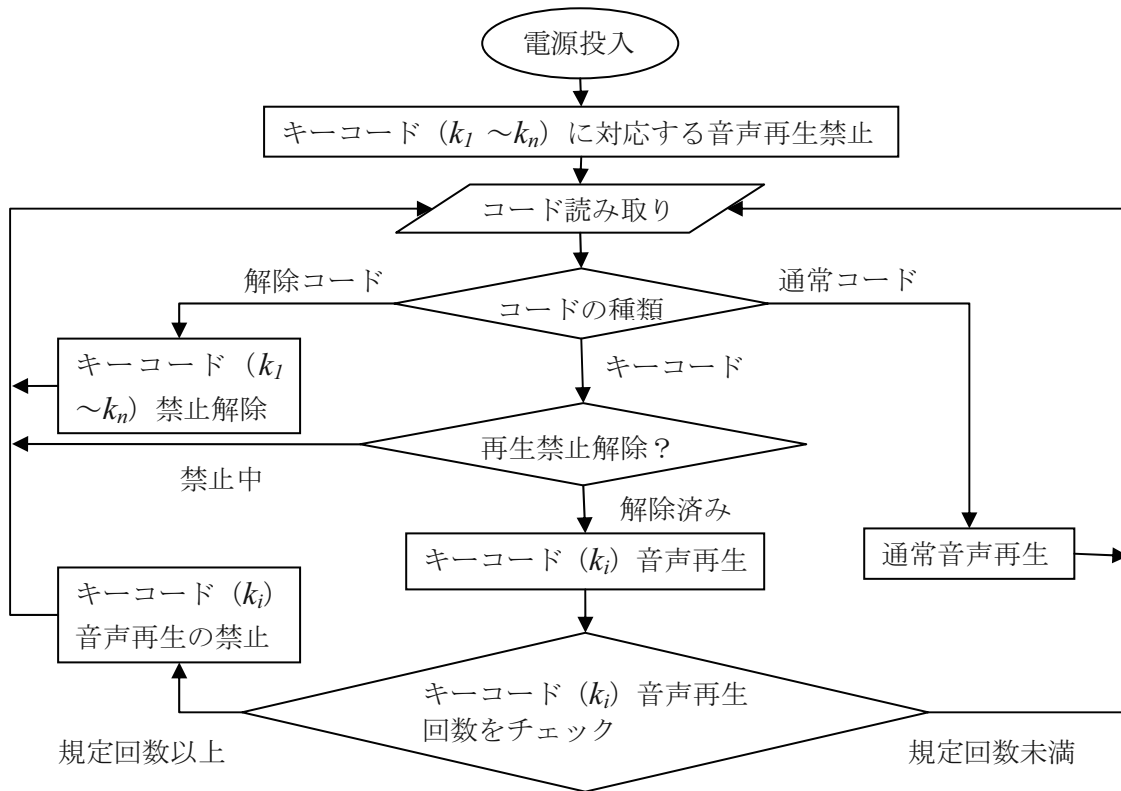 電源投入
キーコード（k1 ～kn）に対応する音声再生禁止
コード読み取り
解除コード
通常コード
コードの種類
キーコード（k1
～kn）禁止解除
キーコード
再生禁止解除？
禁止中
解除済み
キーコード（ki）音声再生
通常音声再生
キーコード（ki）
音声再生の禁止
キーコード（ki）音声再生
回数をチェック
規定回数以上
規定回数未満